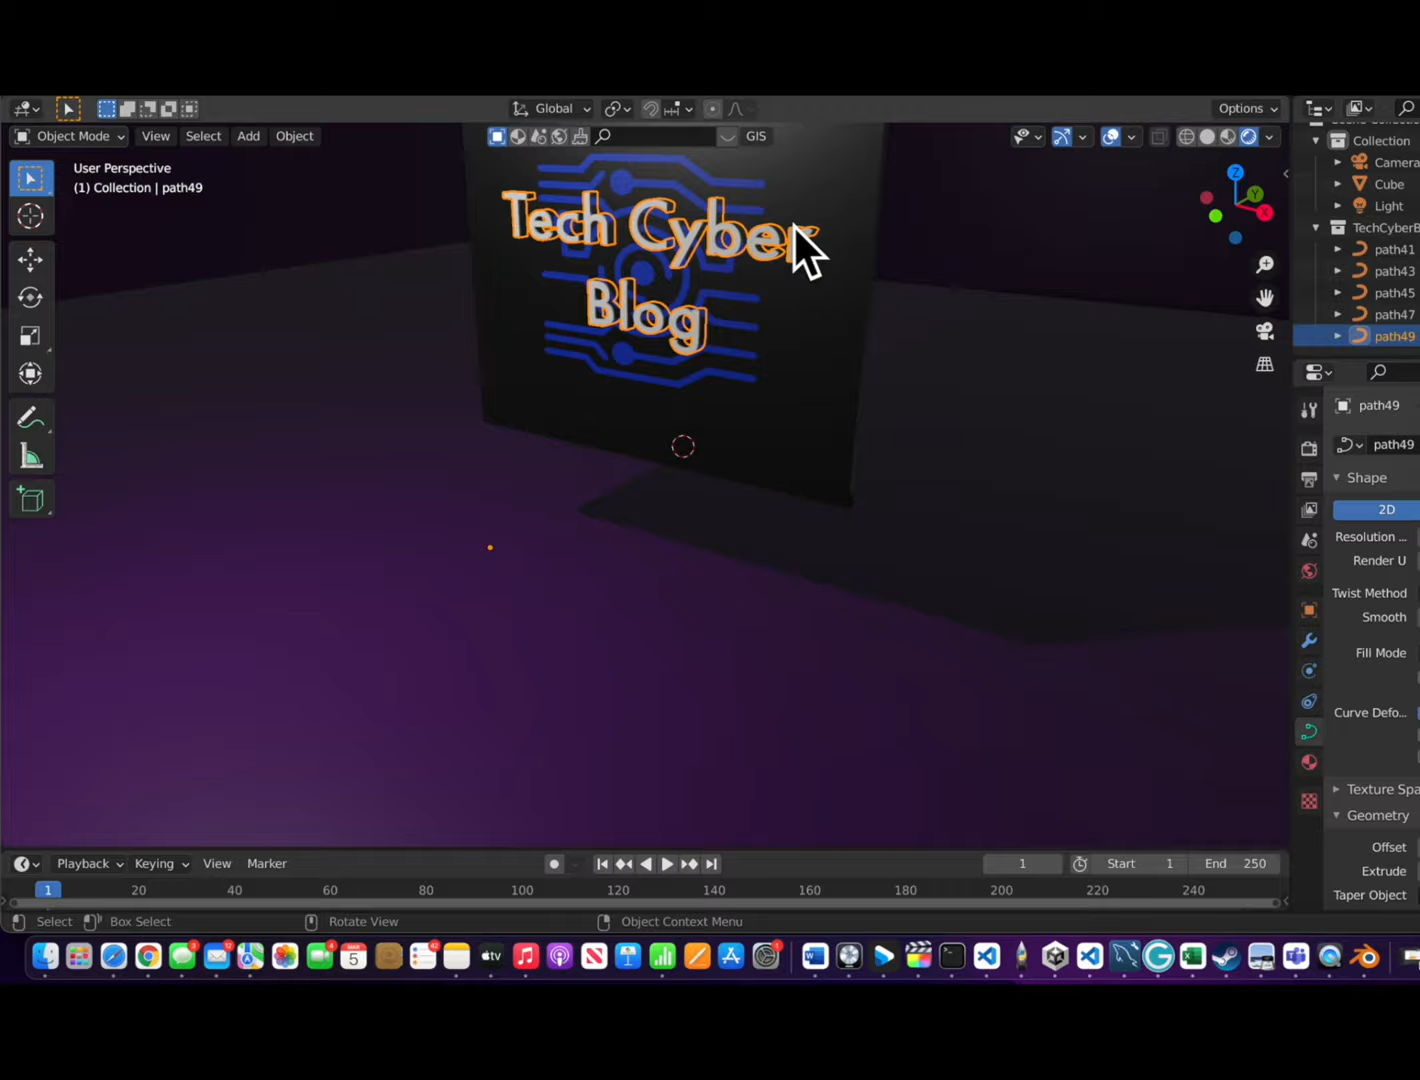 Global
Options
Object Mode
View
Select
Add
Object
GIS
User Perspective
(1) Collection | path49
Tech Cyber
Blog
Collection
Camera
Cube
Light
TechCyberB
path41
path43
path45
path47
path49
path49
path49
Shape
2D
Resolution ...
Render U
Twist Method
Smooth
Fill Mode
Curve Defo...
Texture Spa
Geometry
Offset
Extrude
Taper Object
Playback
Keying
View
Marker
1
Start 1
End 250
1 20 40 60 80 100 120 140 160 180 200 220 240
Select
Box Select
Rotate View
Object Context Menu
MAR
5
tv